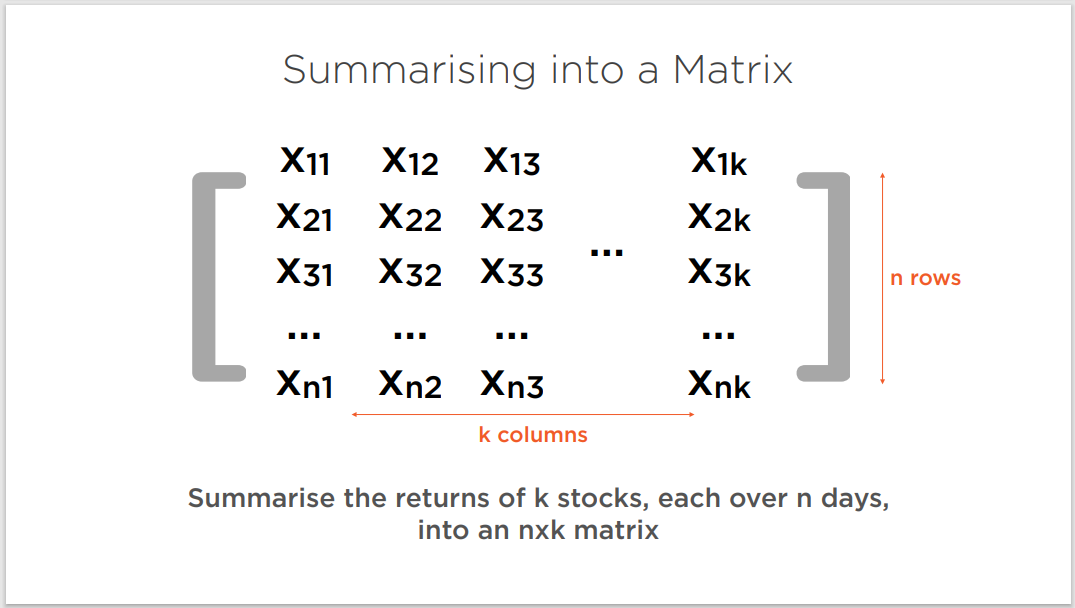 Summarising into a Matrix
X11 X12 X13 X1k
X21 X22 X23 X2k
...
X31 X32 X33 X3k
n rows
... ... ... ...
Xn1 Xn2 Xn3 Xnk
k columns
Summarise the returns of k stocks, each over n days,
into an nxk matrix